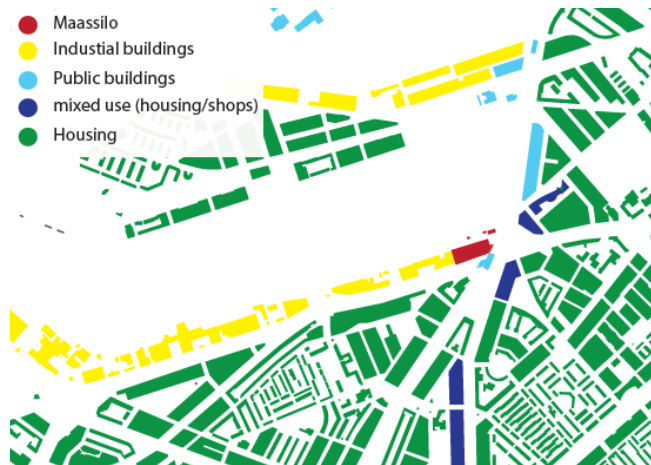 Maassilo
Industial buildings
Public buildings
mixed use (housing/shops)
Housing